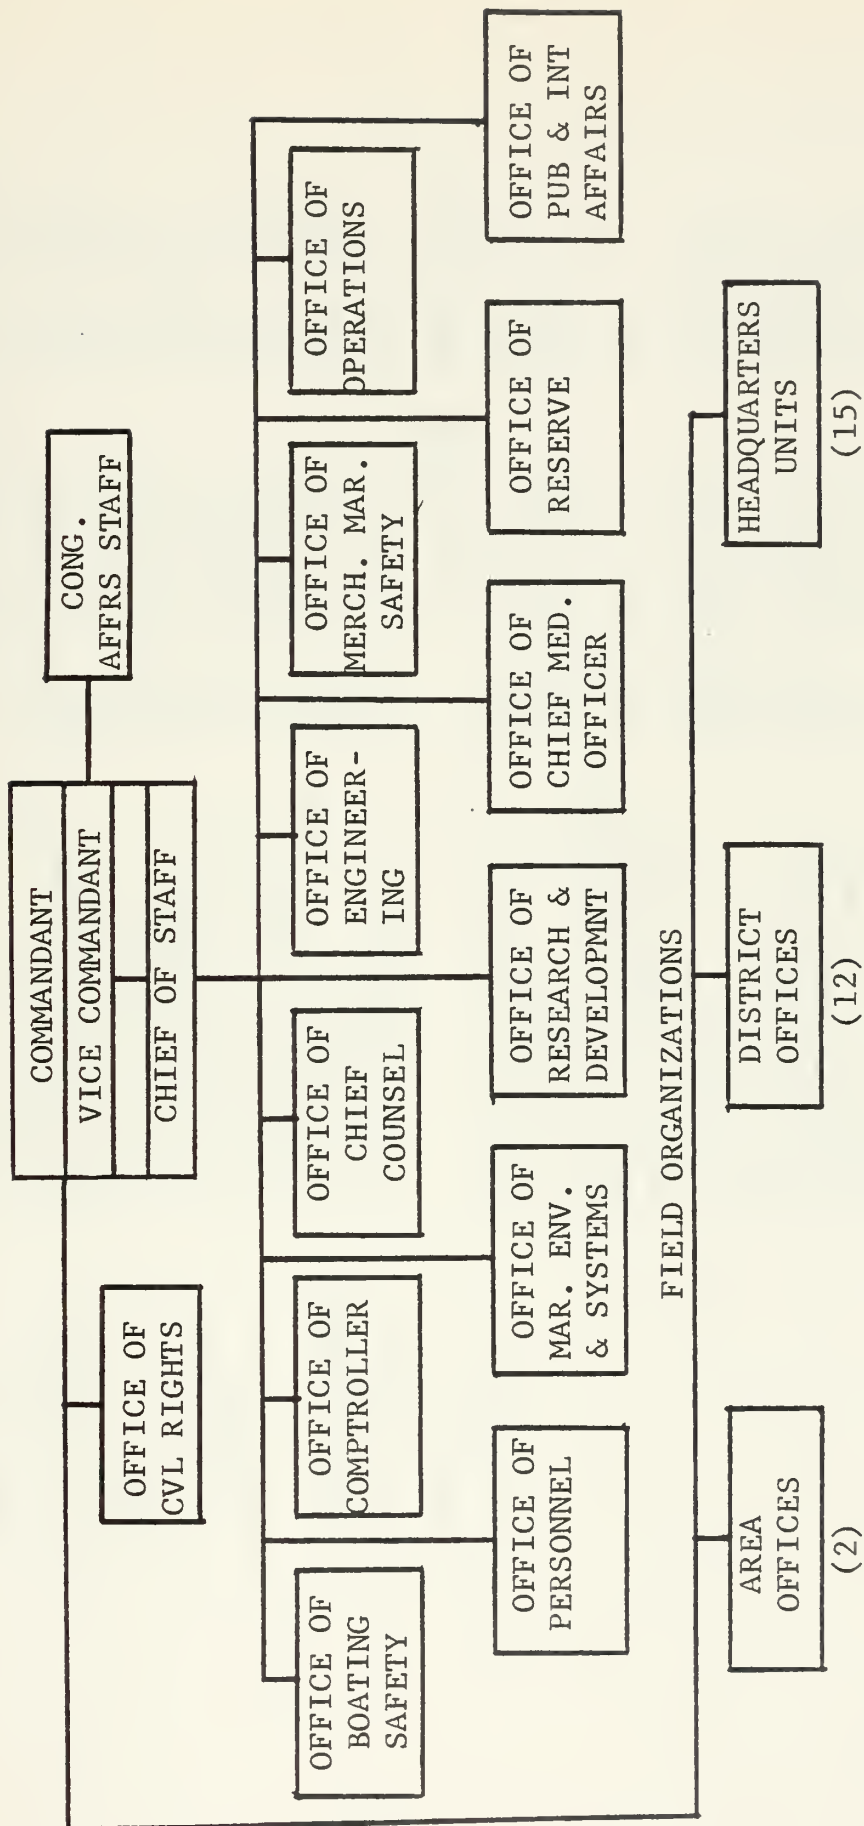 COMMANDANT
VICE COMMANDANT
CHIEF OF STAFF
CONG.
AFFRS STAFF
OFFICE OF
CVL RIGHTS
OFFICE OF
BOATING
SAFETY
OFFICE OF
COMPTROLLER
OFFICE OF
CHIEF
COUNSEL
OFFICE OF
ENGINEER-
ING
OFFICE OF
MERCH. MAR.
SAFETY
OFFICE OF
OPERATIONS
OFFICE OF
PERSONNEL
OFFICE OF
MAR. ENV.
& SYSTEMS
OFFICE OF
RESEARCH &
DEVELOPMNT
OFFICE OF
CHIEF MED.
OFFICER
OFFICE OF
RESERVE
OFFICE OF
PUB & INT
AFFAIRS
FIELD ORGANIZATIONS
AREA
OFFICES
(2)
DISTRICT
OFFICES
(12)
HEADQUARTERS
UNITS
(15)